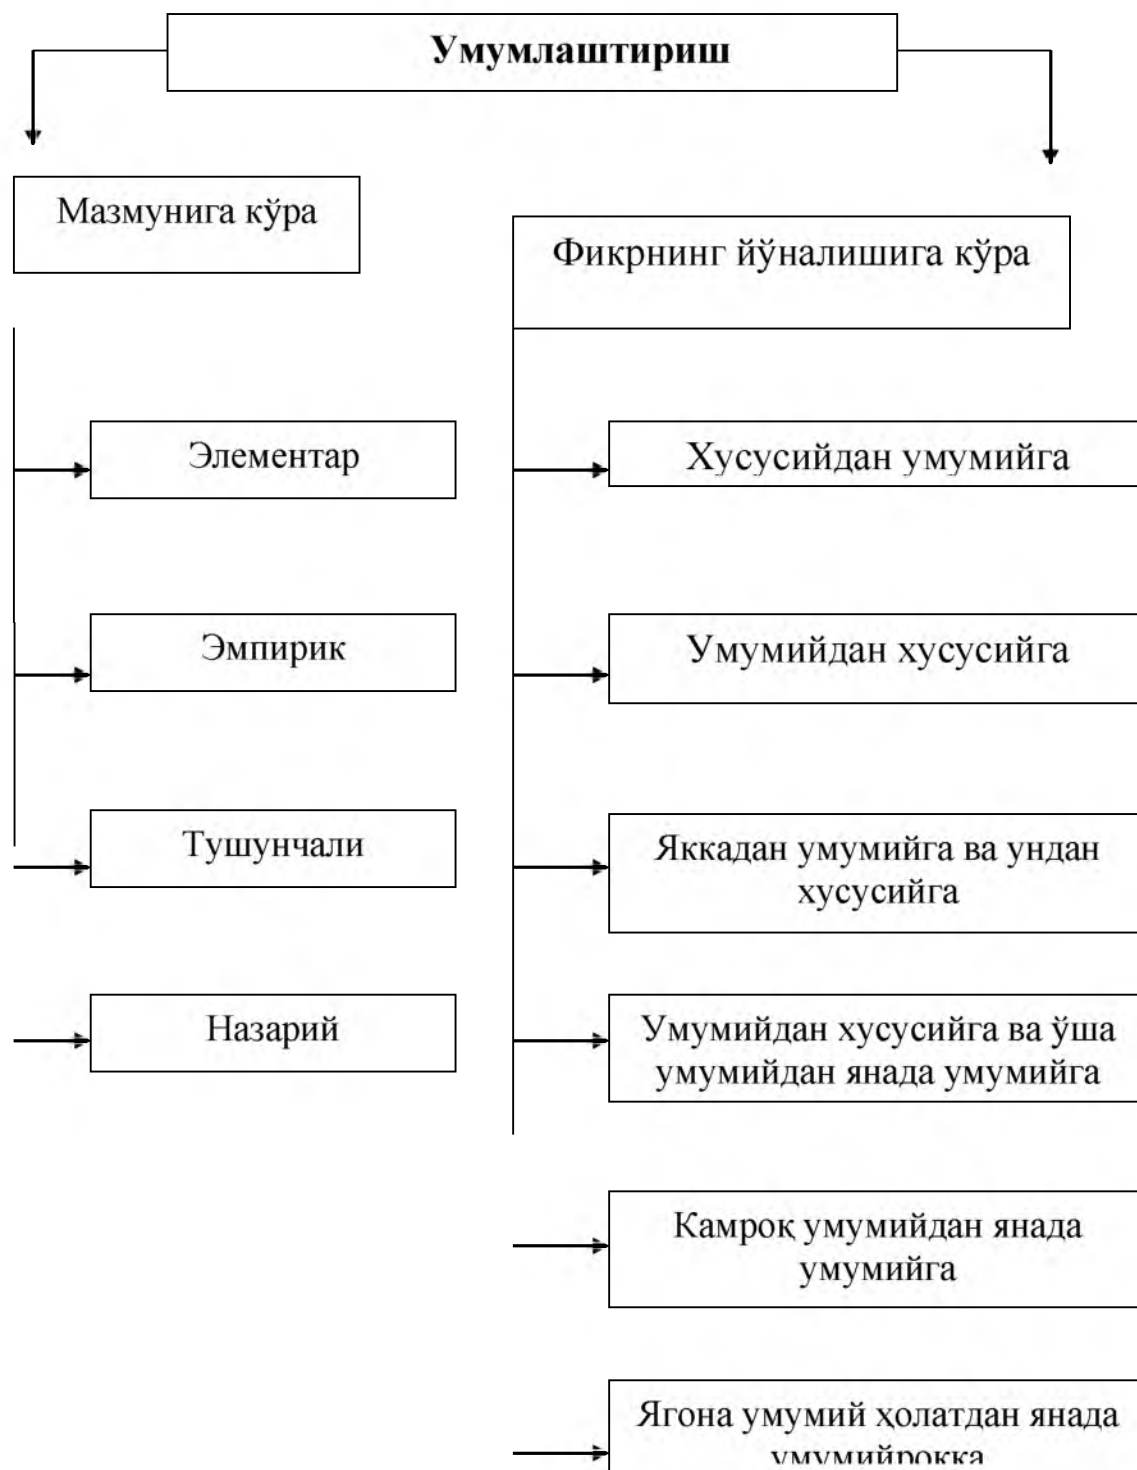 Умумлаштириш
Мазмунига кўра
Фикрнинг йўналишига кўра
Элементар
Хусусийдан умумийга
Эмпирик
Умумийдан хусусийга
Тушунчали
Яккадан умумийга ва ундан
хусусийга
Назарий
Умумийдан хусусийга ва ўша
умумийдан янада умумийга
Камроқ умумийдан янада
умумийга
Ягона умумий ҳолатдан янада
умумийрокка